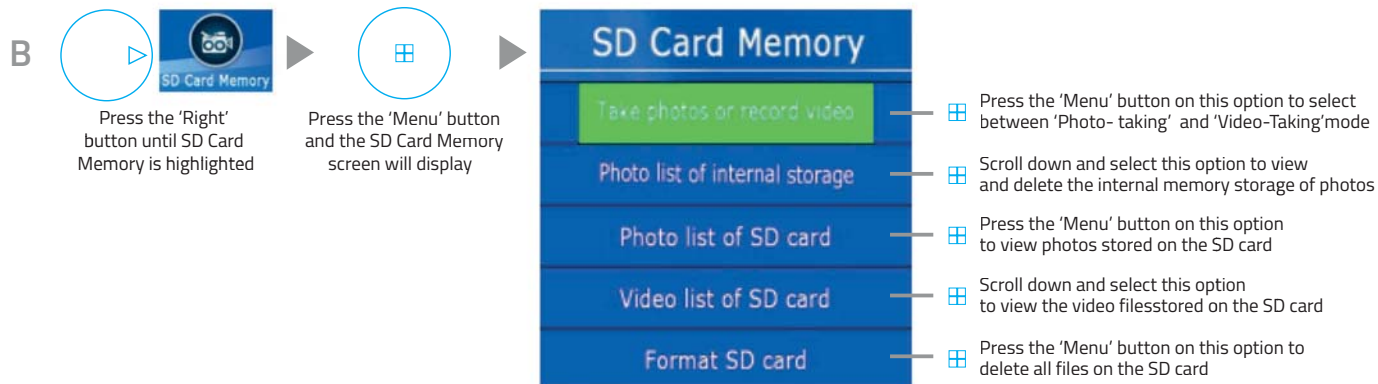 B
SD Card Memory
Press the ‘Right’
button until SD Card
Memory is highlighted
Press the ‘Menu’ button
and the SD Card Memory
screen will display
SD Card Memory
Take photos or record video
Photo list of internal storage
Photo list of SD card
Video list of SD card
Format SD card
Press the ‘Menu’ button on this option to select
between ‘Photo- taking’ and ‘Video-Taking’mode
Scroll down and select this option to view
and delete the internal memory storage of photos
Press the ‘Menu’ button on this option
to view photos stored on the SD card
Scroll down and select this option
to view the video filesstored on the SD card
Press the ‘Menu’ button on this option to
delete all files on the SD card